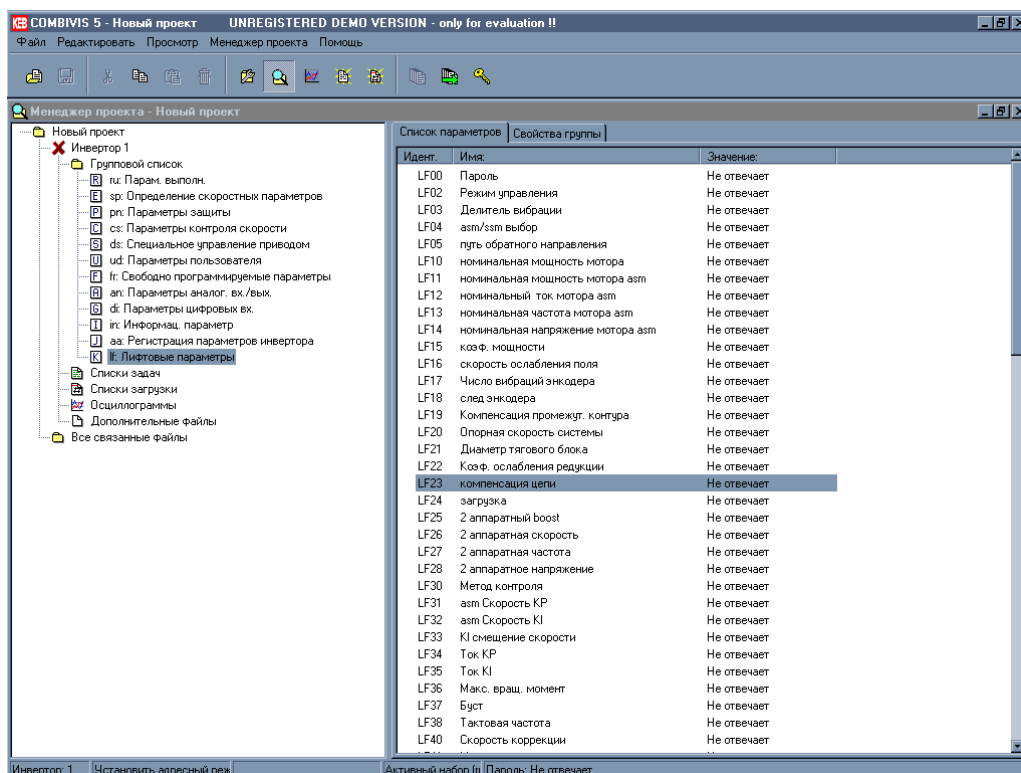 KEB COMBIVIS 5 - Новый проект UNREGISTERED DEMO VERSION - only for evaluation !!
Файл Редактировать Просмотр Менеджер проекта Помощь
Менеджер проекта - Новый проект
Новый проект
Инвертор 1
Групповой список
R ru: Парам. выполн.
E sp: Определение скоростных параметров
P pn: Параметры защиты
C cs: Параметры контроля скорости
S ds: Специальное управление приводом
U ud: Параметры пользователя
F fr: Свободно программируемые параметры
A an: Параметры аналог. вх./вых.
G di: Параметры цифровых вх.
I in: Информац. параметр
J aa: Регистрация параметров инвертора
K lf: Лифтовые параметры
Списки задач
Списки загрузки
Осциллограммы
Дополнительные файлы
Все связанные файлы
Список параметров Свойства группы
Идент. Имя: Значение:
LF00 Пароль Не отвечает
LF02 Режим управления Не отвечает
LF03 Делитель вибрации Не отвечает
LF04 asm/ssm выбор Не отвечает
LF05 путь обратного направления Не отвечает
LF10 номинальная мощность мотора Не отвечает
LF11 номинальная мощность мотора asm Не отвечает
LF12 номинальный ток мотора asm Не отвечает
LF13 номинальная частота мотора asm Не отвечает
LF14 номинальная напряжение мотора asm Не отвечает
LF15 коэф. мощности Не отвечает
LF16 скорость ослабления поля Не отвечает
LF17 Число вибраций энкодера Не отвечает
LF18 след энкодера Не отвечает
LF19 Компенсация промежут. контура Не отвечает
LF20 Опорная скорость системы Не отвечает
LF21 Диаметр тягового блока Не отвечает
LF22 Коэф. ослабления редукции Не отвечает
LF23 компенсация цепи Не отвечает
LF24 загрузка Не отвечает
LF25 2 аппаратный boost Не отвечает
LF26 2 аппаратная скорость Не отвечает
LF27 2 аппаратная частота Не отвечает
LF28 2 аппаратное напряжение Не отвечает
LF30 Метод контроля Не отвечает
LF31 asm Скорость KP Не отвечает
LF32 asm Скорость KI Не отвечает
LF33 KI смещение скорости Не отвечает
LF34 Ток KP Не отвечает
LF35 Ток KI Не отвечает
LF36 Макс. вращ. момент Не отвечает
LF37 Буст Не отвечает
LF38 Тактовая частота Не отвечает
LF40 Скорость коррекции Не отвечает
Инвертор: 1 Установить адресный реж Активный набор Пароль: Не отвечает